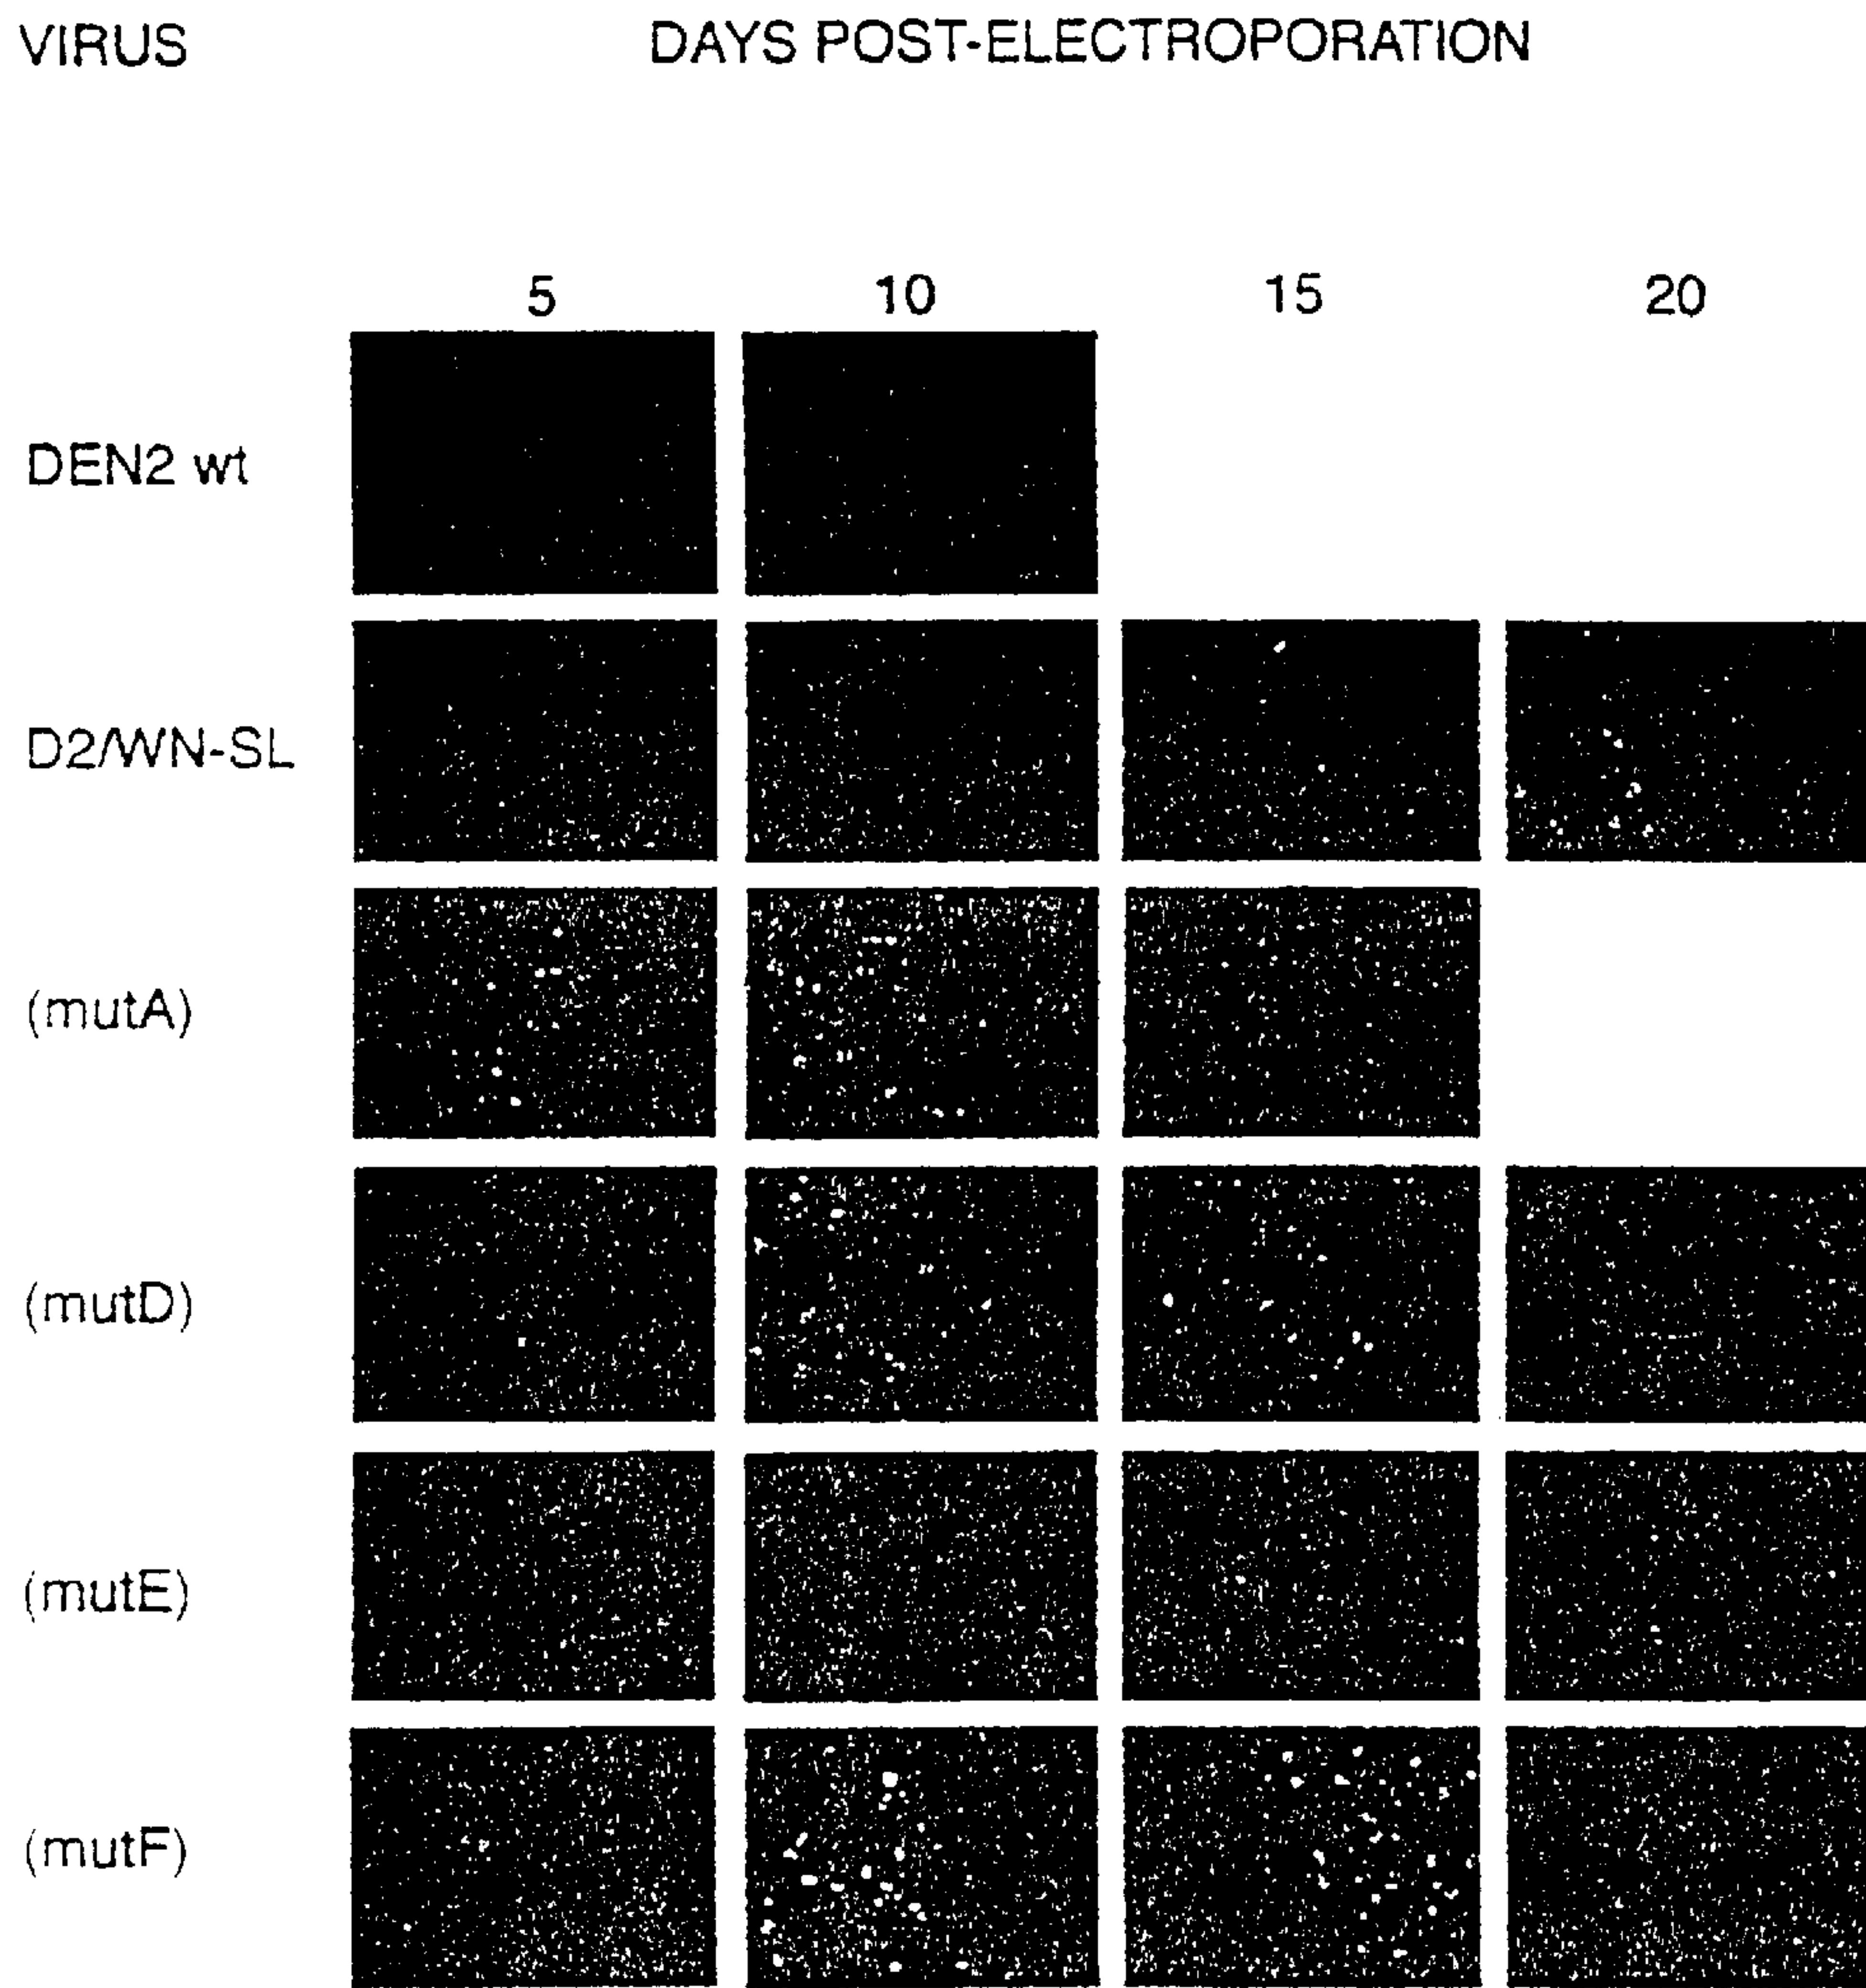 VIRUS DAYS POST-ELECTROPORATION
5 10 15 20
DEN2 wt
D2/WN-SL
(mutA)
(mutD)
(mutE)
(mutF)